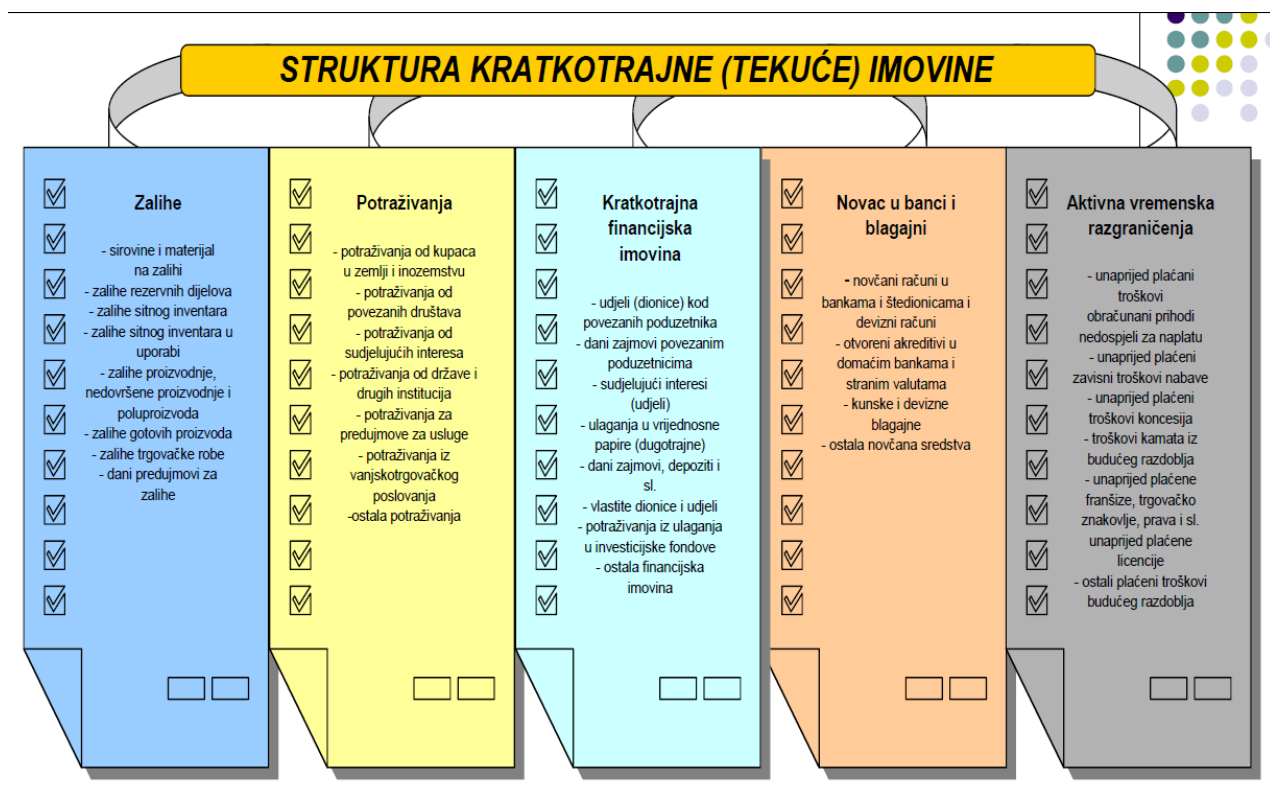 STRUKTURA KRATKOTRAJNE (TEKUĆE) IMOVINE
Zalihe
- sirovine i materijal
na zalihi
- zalihe rezervnih dijelova
- zalihe sitnog inventara
- zalihe sitnog inventara u
uporabi
- zalihe proizvodnje,
nedovršene proizvodnje i
poluproizvoda
- zalihe gotovih proizvoda
- zalihe trgovačke robe
- dani predujmovi za
zalihe
Potraživanja
- potraživanja od kupaca
u zemlji i inozemstvu
- potraživanja od
povezanih društava
- potraživanja od
sudjelujućih interesa
- potraživanja od države i
drugih institucija
- potraživanja za
predujmove za usluge
- potraživanja iz
vanjskotrgovačkog
poslovanja
-ostala potraživanja
Kratkotrajna
financijska
imovina
- udjeli (dionice) kod
povezanih poduzetnika
- dani zajmovi povezanim
poduzetnicima
- sudjelujući interesi
(udjeli)
- ulaganja u vrijednosne
papire (dugotrajne)
- dani zajmovi, depoziti i
sl.
- vlastite dionice i udjeli
- potraživanja iz ulaganja
u investicijske fondove
- ostala financijska
imovina
Novac u banci i
blagajni
- novčani računi u
bankama i štedionicama i
devizni računi
- otvoreni akreditivi u
domaćim bankama i
stranim valutama
- kunske i devizne
blagajne
- ostala novčana sredstva
Aktivna vremenska
razgraničenja
- unaprijed plaćani
troškovi
obračunani prihodi
nedospjeli za naplatu
- unaprijed plaćeni
zavisni troškovi nabave
- unaprijed plaćeni
troškovi koncesija
- troškovi kamata iz
budućeg razdoblja
- unaprijed plaćene
franšize, trgovačko
znakovlje, prava i sl.
unaprijed plaćene
licencije
- ostali plaćeni troškovi
budućeg razdoblja